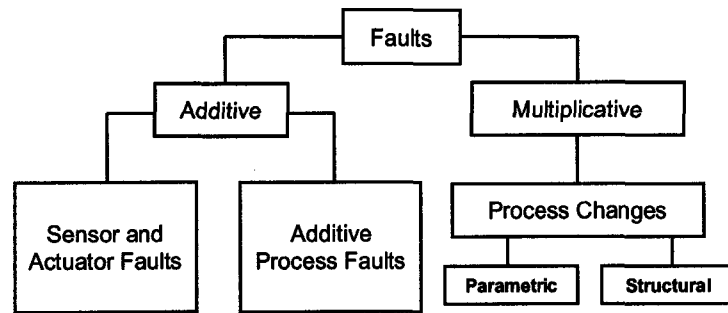 Faults
Additive
Multiplicative
Sensor and
Actuator Faults
Additive
Process Faults
Process Changes
Parametric
Structural